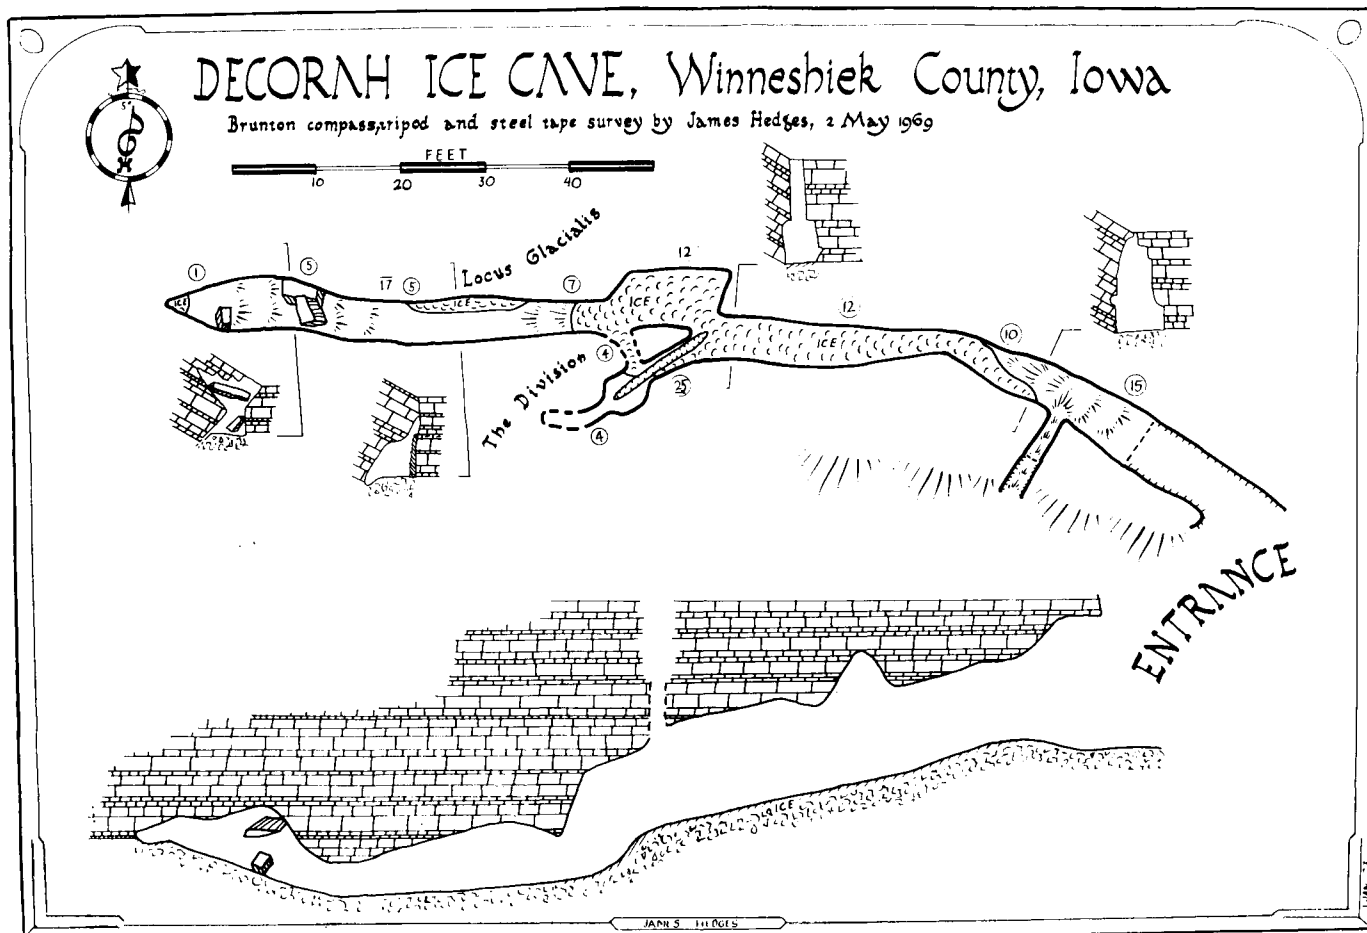 DECORAH ICE CAVE, Winneshiek County, Iowa
Brunton compass, tripod and steel tape survey by James Hedges, 2 May 1969
FEET
10 20 30 40
Locus Glacialis
1
5
17
5
ICE
ICE
7
12
ICE
12
ICE
10
15
4
The Division
25
4
ENTRANCE
ICE
JAMES HEDGES